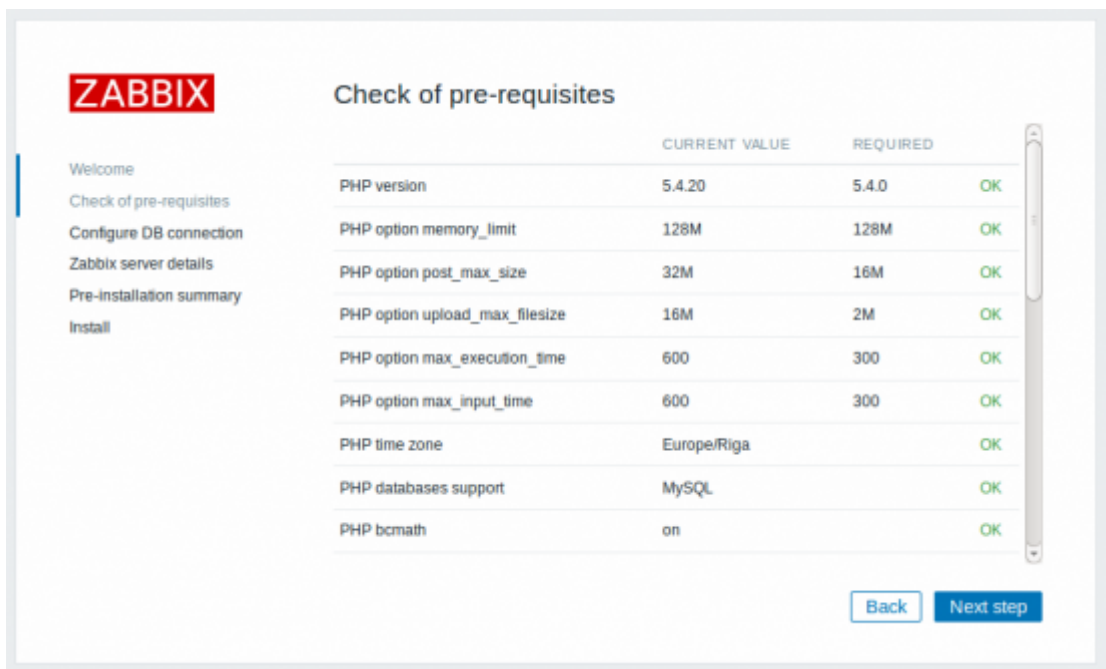 ZABBIX
Check of pre-requisites
Welcome
Check of pre-requisites
Configure DB connection
Zabbix server details
Pre-installation summary
Install
CURRENT VALUE REQUIRED
PHP version 5.4.20 5.4.0 OK
PHP option memory_limit 128M 128M OK
PHP option post_max_size 32M 16M OK
PHP option upload_max_filesize 16M 2M OK
PHP option max_execution_time 600 300 OK
PHP option max_input_time 600 300 OK
PHP time zone Europe/Riga OK
PHP databases support MySQL OK
PHP bcmath on OK
Back Next step